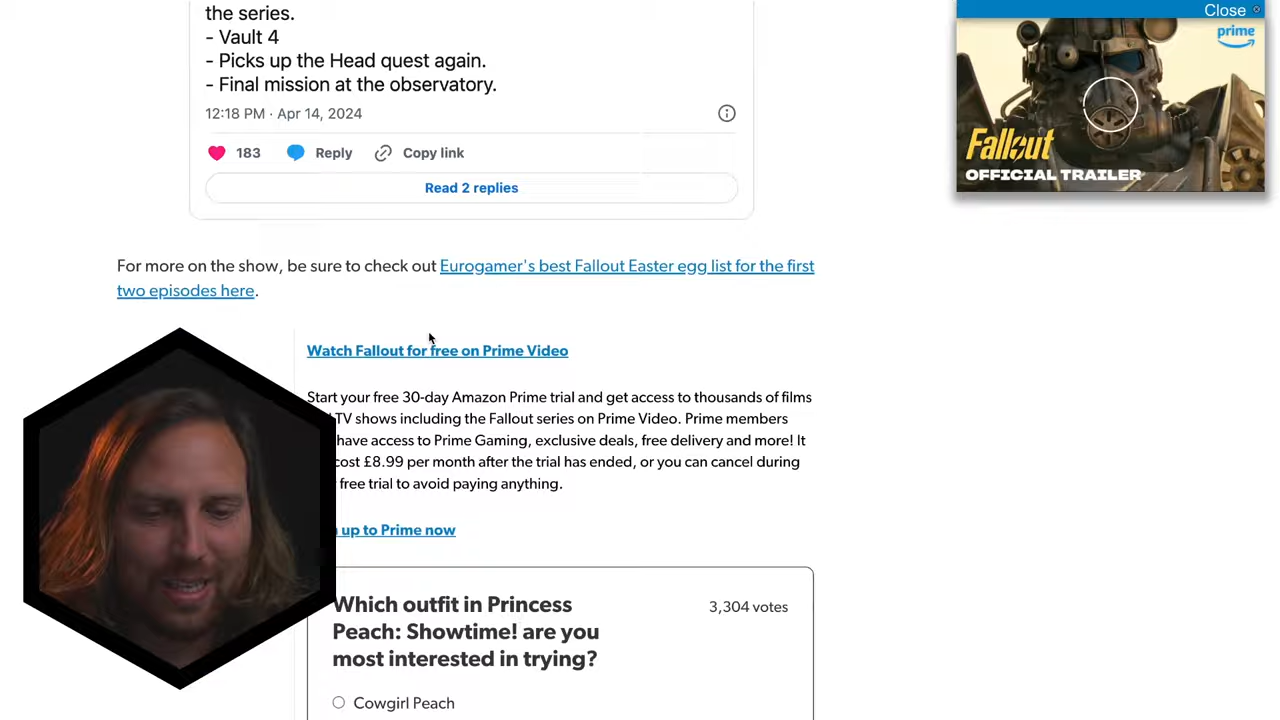 the series.
- Vault 4
- Picks up the Head quest again.
- Final mission at the observatory.
12:18 PM · Apr 14, 2024
183 Reply Copy link
Read 2 replies
Close
prime
Fallout
OFFICIAL TRAILER
For more on the show, be sure to check out Eurogamer's best Fallout Easter egg list for the first
two episodes here.
Watch Fallout for free on Prime Video
Start your free 30-day Amazon Prime trial and get access to thousands of films
TV shows including the Fallout series on Prime Video. Prime members
have access to Prime Gaming, exclusive deals, free delivery and more! It
cost £8.99 per month after the trial has ended, or you can cancel during
free trial to avoid paying anything.
up to Prime now
Which outfit in Princess
Peach: Showtime! are you
most interested in trying?
3,304 votes
Cowgirl Peach